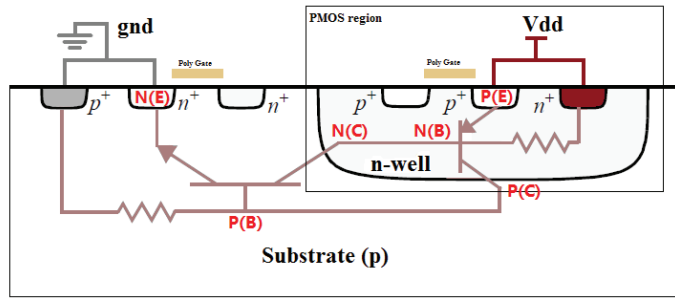 PMOS region
gnd
Vdd
Poly Gate
Poly Gate
p+
N(E)
n+
n+
p+
p+
P(E)
n+
N(C)
N(B)
n-well
P(C)
P(B)
Substrate (p)